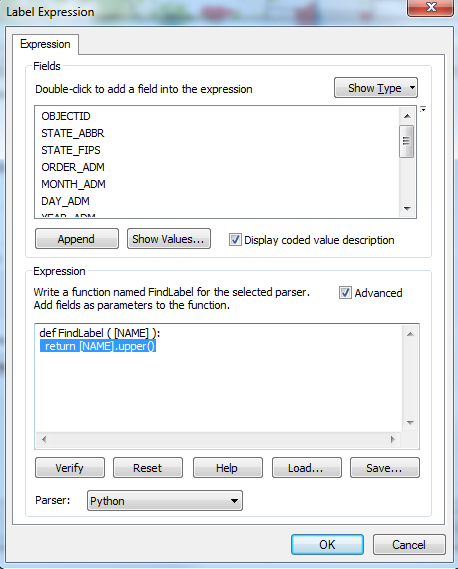 Label Expression
Expression
Fields
Double-click to add a field into the expression
Show Type
OBJECTID
STATE_ABBR
STATE_FIPS
ORDER_ADM
MONTH_ADM
DAY_ADM
YEAR_ADM
Append
Show Values...
Display coded value description
Expression
Write a function named FindLabel for the selected parser.
Add fields as parameters to the function.
Advanced
def FindLabel ( [NAME] ):
return [NAME].upper()
Verify
Reset
Help
Load...
Save...
Parser:
Python
OK
Cancel